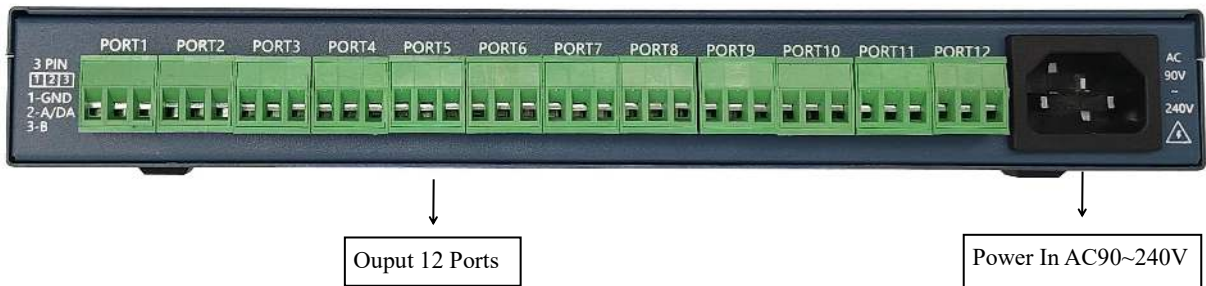 PORT1 PORT2 PORT3 PORT4 PORT5 PORT6 PORT7 PORT8 PORT9 PORT10 PORT11 PORT12
3 PIN
1 2 3
1-GND
2-A/DA
3-B
AC
90V
~
240V
Ouput 12 Ports
Power In AC90~240V